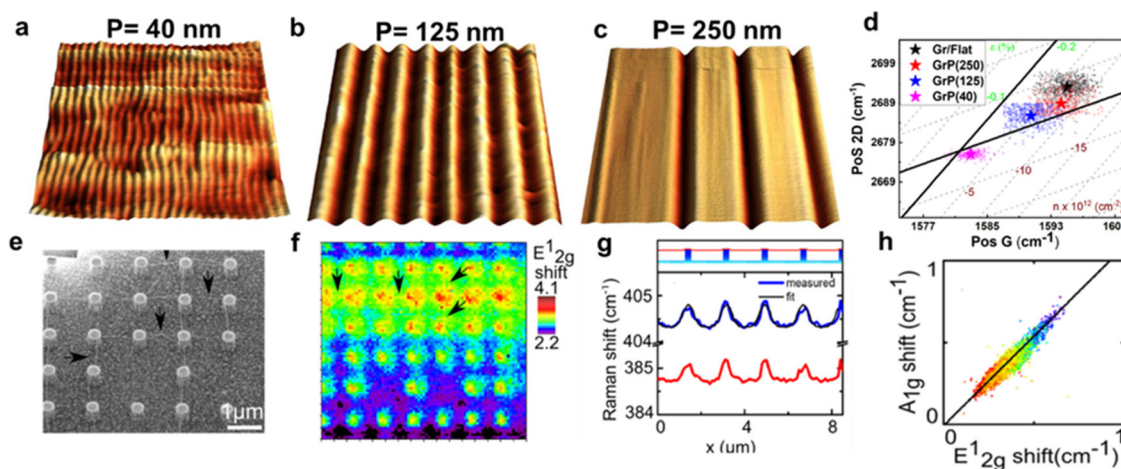 a
P= 40 nm
b
P= 125 nm
c
P= 250 nm
d
PoS 2D (cm⁻¹)
2699
2689
2679
2669
Gr/Flat
GrP(250)
GrP(125)
GrP(40)
ε (%)
-0.2
-0.1
-15
-10
-5
n x 10¹² (cm⁻²)
1577
1585
1593
160
Pos G (cm⁻¹)
e
1µm
f
E¹2g
shift
4.1
2.2
g
measured
fit
Raman shift (cm⁻¹)
405
404
385
384
0
4
8
x (um)
h
A1g shift (cm⁻¹)
1
0
0
1
E¹2g shift(cm⁻¹)